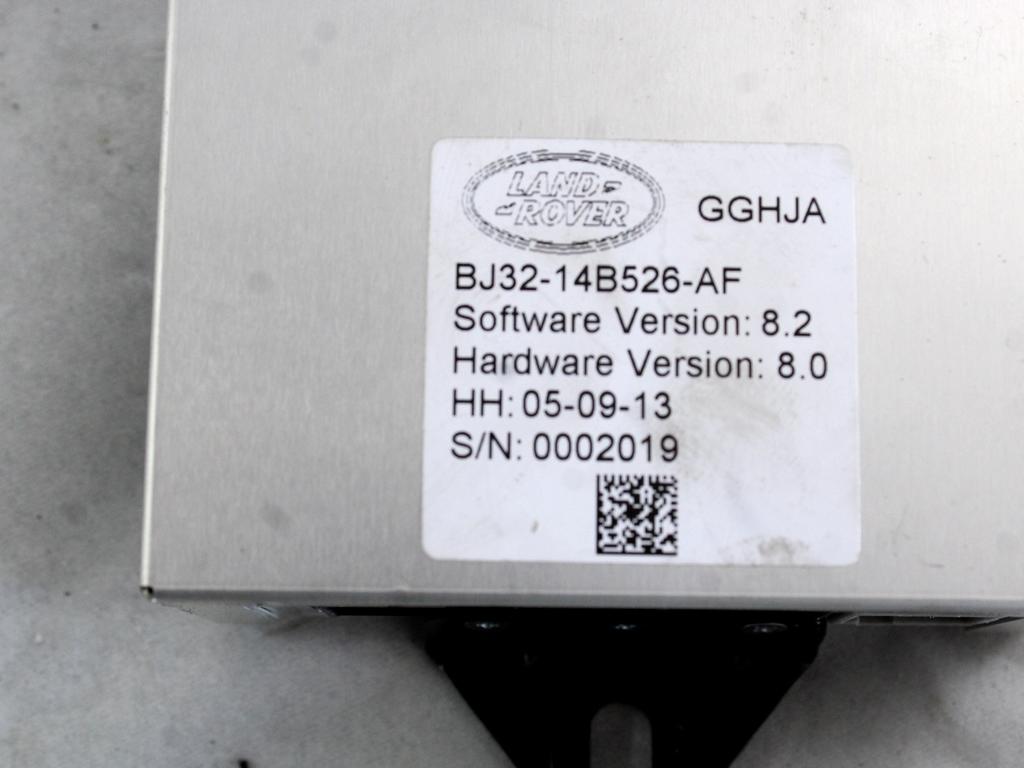 LAND ROVER GGHJA
BJ32-14B526-AF
Software Version: 8.2
Hardware Version: 8.0
HH: 05-09-13
S/N: 0002019